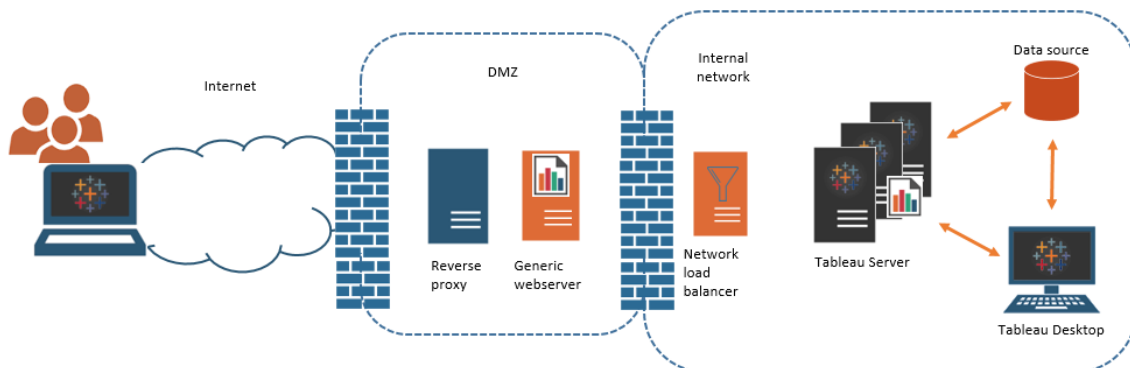 Internet
DMZ
Internal
network
Data source
Reverse
proxy
Generic
webserver
Network
load
balancer
Tableau Server
Tableau Desktop